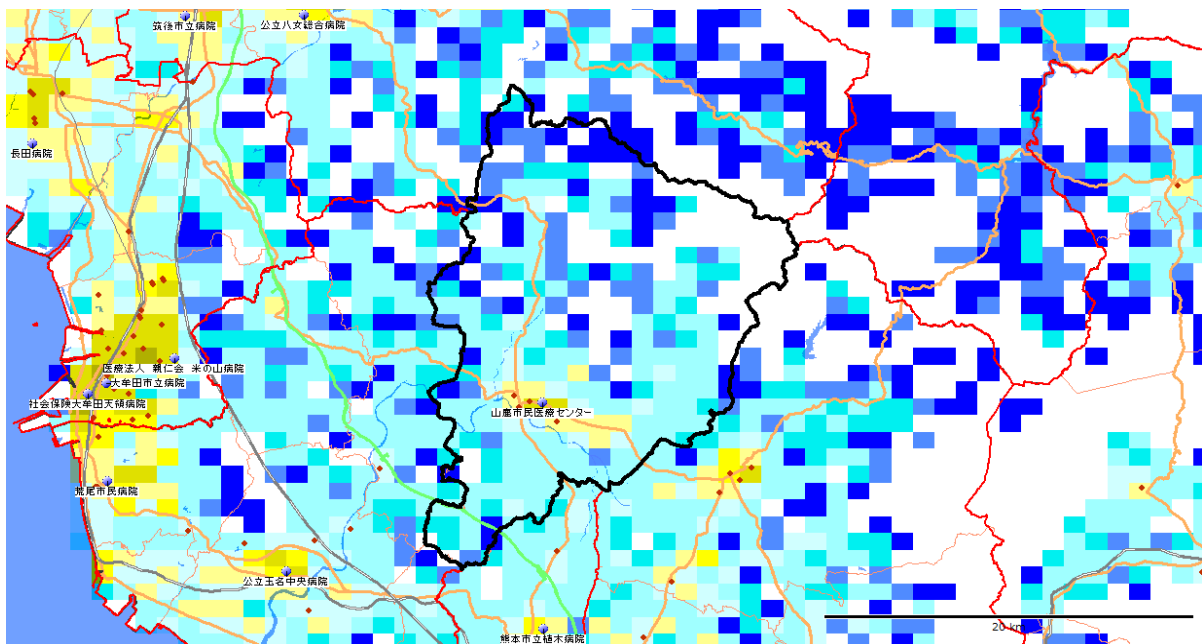 筑後市立病院
公立八女総合病院
長田病院
医療法人 親仁会 米の山病院
大牟田市立病院
社会保険大牟田天領病院
山鹿市民医療センター
荒尾市民病院
公立玉名中央病院
20 km
熊本市立植木病院